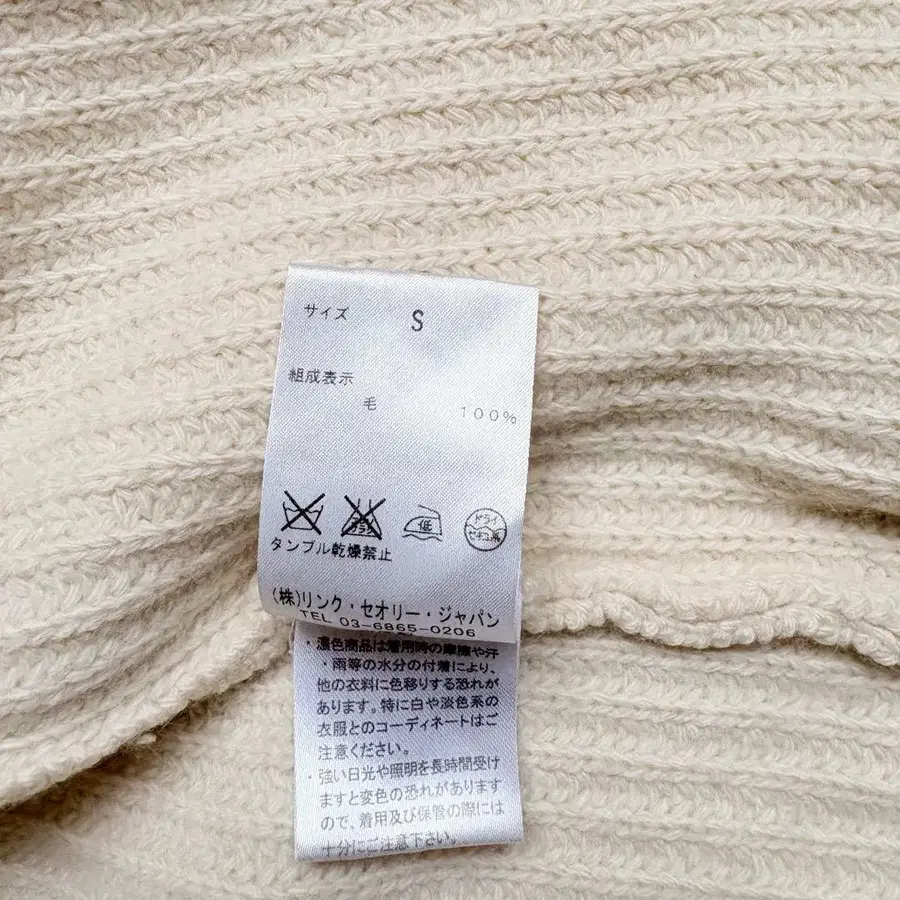 サイズ S
組成表示
毛 100%
エンソ
サラシ
低
ドライ
セキユ系
タンブル乾燥禁止
(株)リンク・セオリー・ジャパン
TEL 03-6865-0206
・濃色商品は着用時の摩擦や汗
・雨等の水分の付着により、
他の衣料に色移りする恐れが
あります。特に白や淡色系の
衣服とのコーディネートはご
注意ください。
・強い日光や照明を長時間受け
ますと変色の恐れがあります
ので、着用及び保管の際には
十分にご注意下さい。